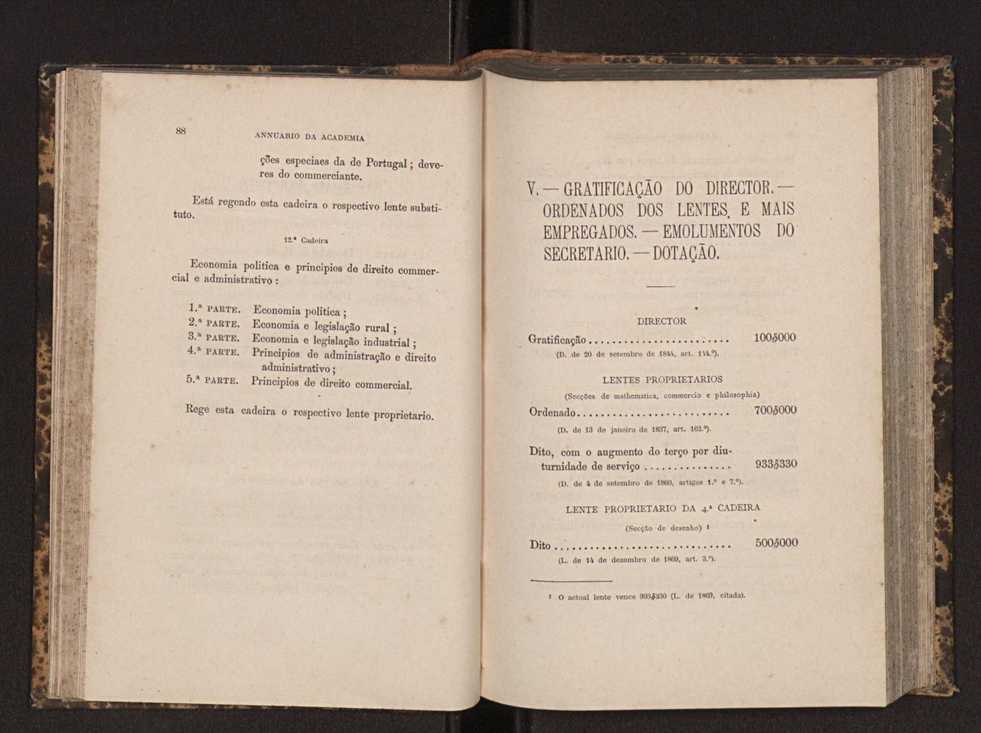 88
ANNUARIO DA ACADEMIA
ções especiaes da de Portugal; deve-
res do commerciante.
Está regendo esta cadeira o respectivo lente substi-
tuto.
12.ª Cadeira
Economia politica e principios de direito commer-
cial e administrativo:
1.ª PARTE. Economia politica;
2.ª PARTE. Economia e legislação rural;
3.ª PARTE. Economia e legislação industrial;
4.ª PARTE. Principios de administração e direito
administrativo;
5.ª PARTE. Principios de direito commercial.
Rege esta cadeira o respectivo lente proprietario.
V. — GRATIFICAÇÃO DO DIRECTOR. —
ORDENADOS DOS LENTES, E MAIS
EMPREGADOS. — EMOLUMENTOS DO
SECRETARIO. — DOTAÇÃO.
DIRECTOR
Gratificação........................ 100$000
(D. de 20 de setembro de 1844, art. 144.º).
LENTES PROPRIETARIOS
(Secções de mathematica, commercio e philosophia)
Ordenado.......................... 700$000
(D. de 13 de janeiro de 1837, art. 162.º).
Dito, com o augmento do terço por diu-
turnidade de serviço ............... 933$330
(D. de 4 de setembro de 1860, artigos 1.º e 7.º).
LENTE PROPRIETARIO DA 4.ª CADEIRA
(Secção de desenho) 1
Dito .............................. 500$000
(L. de 14 de dezembro de 1869, art. 3.º).
1 O actual lente vence 933$330 (L. de 1869, citada).